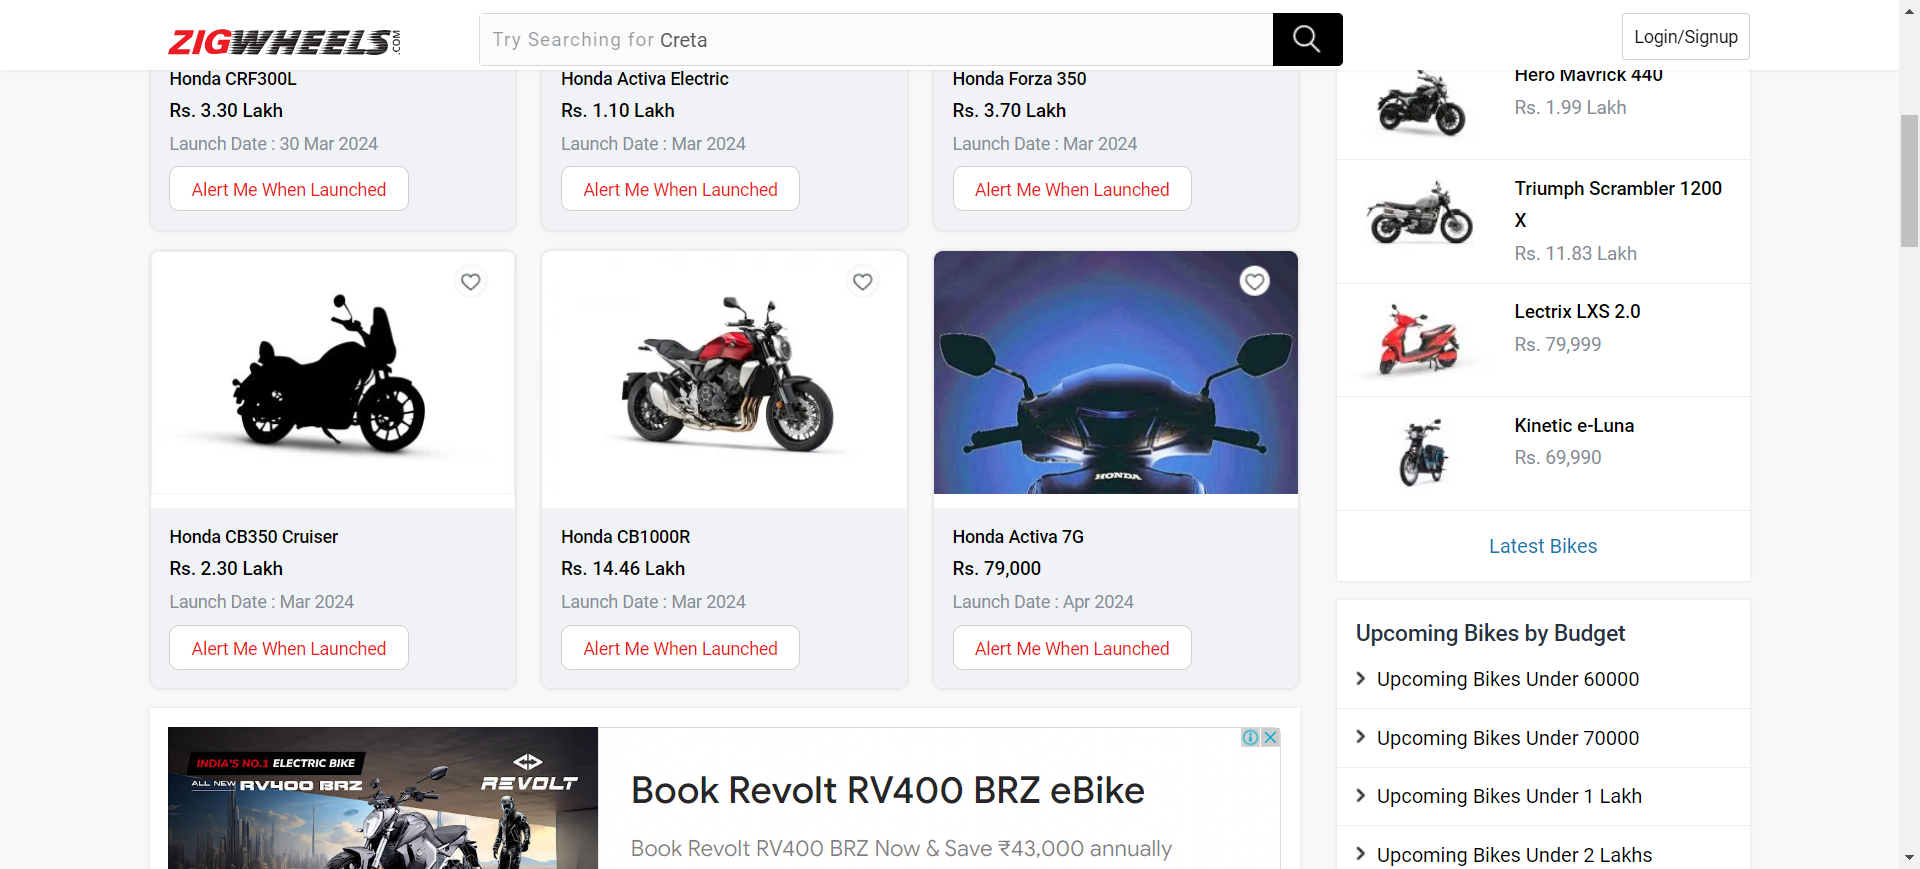 ZIGWHEELS.COM
Try Searching for Creta
Login/Signup
Honda CRF300L
Rs. 3.30 Lakh
Launch Date : 30 Mar 2024
Alert Me When Launched
Honda Activa Electric
Rs. 1.10 Lakh
Launch Date : Mar 2024
Alert Me When Launched
Honda Forza 350
Rs. 3.70 Lakh
Launch Date : Mar 2024
Alert Me When Launched
HONDA
Honda CB350 Cruiser
Rs. 2.30 Lakh
Launch Date : Mar 2024
Alert Me When Launched
Honda CB1000R
Rs. 14.46 Lakh
Launch Date : Mar 2024
Alert Me When Launched
Honda Activa 7G
Rs. 79,000
Launch Date : Apr 2024
Alert Me When Launched
INDIA'S NO.1 ELECTRIC BIKE
ALL NEW RV400 BRZ
REVOLT
Book Revolt RV400 BRZ eBike
Book Revolt RV400 BRZ Now & Save ₹43,000 annually
Hero Mavrick 440
Rs. 1.99 Lakh
Triumph Scrambler 1200
X
Rs. 11.83 Lakh
Lectrix LXS 2.0
Rs. 79,999
Kinetic e-Luna
Rs. 69,990
Latest Bikes
Upcoming Bikes by Budget
Upcoming Bikes Under 60000
Upcoming Bikes Under 70000
Upcoming Bikes Under 1 Lakh
Upcoming Bikes Under 2 Lakhs